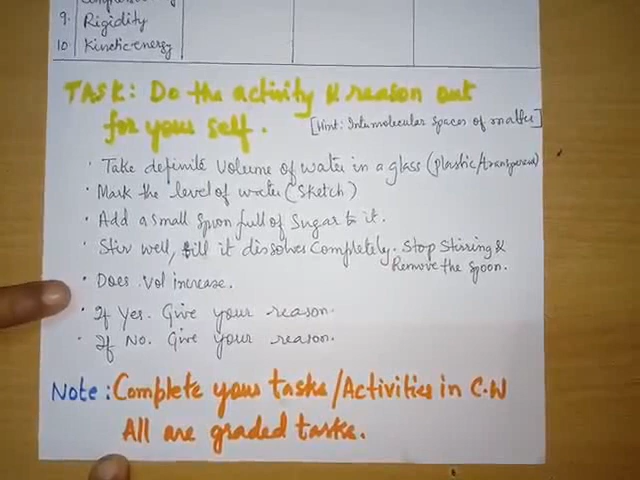 9. Rigidity
10 Kinetic energy
TASK: Do the activity & reason out
for your self.
[Hint: Intermolecular spaces of matter]
· Take definite volume of water in a glass (plastic/transparent)
· Mark the level of water (sketch)
· Add a small spoon full of sugar to it.
· Stir well, till it dissolves completely. Stop stirring &
Remove the spoon.
· Does vol increase.
· If Yes. Give your reason.
· If No. Give your reason.
Note: Complete your tasks/Activities in C.W
All are graded tasks.